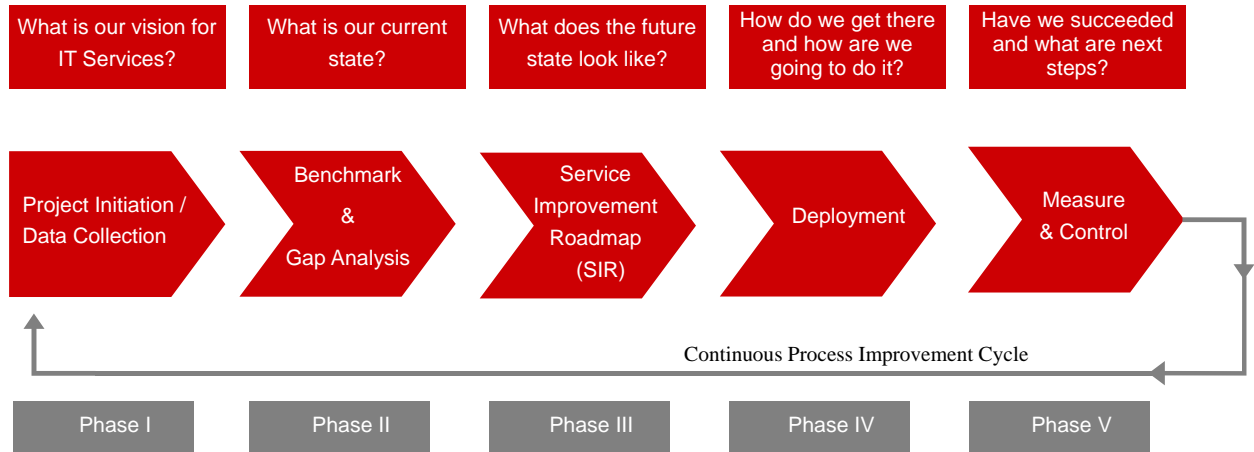 What is our vision for
IT Services?
What is our current
state?
What does the future
state look like?
How do we get there
and how are we
going to do it?
Have we succeeded
and what are next
steps?
Project Initiation /
Data Collection
Benchmark
&
Gap Analysis
Service
Improvement
Roadmap
(SIR)
Deployment
Measure
& Control
Continuous Process Improvement Cycle
Phase I
Phase II
Phase III
Phase IV
Phase V